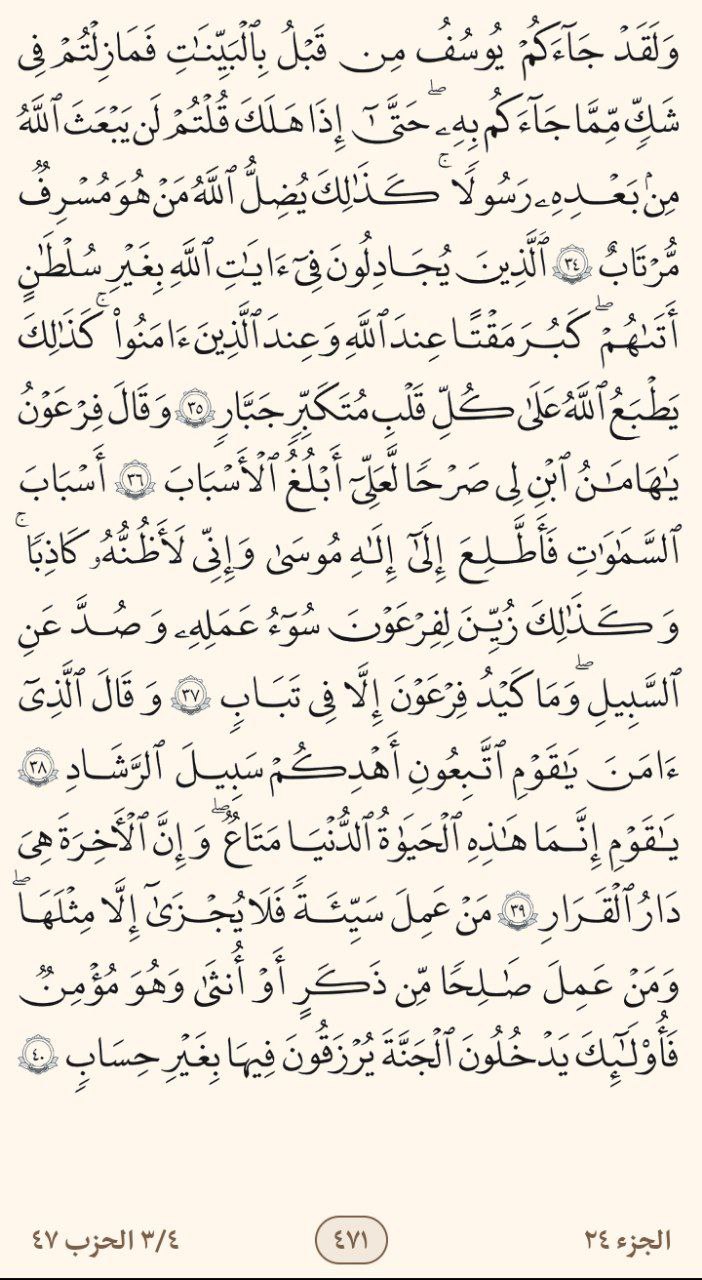 وَلَقَدْ جَآءَكُمْ يُوسُفُ مِن قَبْلُ بِٱلْبَيِّنَٰتِ فَمَازِلْتُمْ فِى
شَكٍّ مِّمَّا جَآءَكُم بِهِۦ ۖ حَتَّىٰٓ إِذَا هَلَكَ قُلْتُمْ لَن يَبْعَثَ ٱللَّهُ
مِنۢ بَعْدِهِۦ رَسُولًا ۚ كَذَٰلِكَ يُضِلُّ ٱللَّهُ مَنْ هُوَ مُسْرِفٌ
مُّرْتَابٌ ٣٤ ٱلَّذِينَ يُجَٰدِلُونَ فِىٓ ءَايَٰتِ ٱللَّهِ بِغَيْرِ سُلْطَٰنٍ
أَتَىٰهُمْ ۖ كَبُرَ مَقْتًا عِندَ ٱللَّهِ وَعِندَ ٱلَّذِينَ ءَامَنُوا۟ ۚ كَذَٰلِكَ
يَطْبَعُ ٱللَّهُ عَلَىٰ كُلِّ قَلْبِ مُتَكَبِّرٍ جَبَّارٍ ٣٥ وَقَالَ فِرْعَوْنُ
يَٰهَٰمَٰنُ ٱبْنِ لِى صَرْحًا لَّعَلِّىٓ أَبْلُغُ ٱلْأَسْبَٰبَ ٣٦ أَسْبَٰبَ
ٱلسَّمَٰوَٰتِ فَأَطَّلِعَ إِلَىٰٓ إِلَٰهِ مُوسَىٰ وَإِنِّى لَأَظُنُّهُۥ كَٰذِبًا ۚ
وَكَذَٰلِكَ زُيِّنَ لِفِرْعَوْنَ سُوٓءُ عَمَلِهِۦ وَصُدَّ عَنِ
ٱلسَّبِيلِ ۖ وَمَا كَيْدُ فِرْعَوْنَ إِلَّا فِى تَبَابٍ ٣٧ وَقَالَ ٱلَّذِىٓ
ءَامَنَ يَٰقَوْمِ ٱتَّبِعُونِ أَهْدِكُمْ سَبِيلَ ٱلرَّشَادِ ٣٨
يَٰقَوْمِ إِنَّمَا هَٰذِهِ ٱلْحَيَوٰةُ ٱلدُّنْيَا مَتَٰعٌ ۖ وَإِنَّ ٱلْءَاخِرَةَ هِىَ
دَارُ ٱلْقَرَارِ ٣٩ مَنْ عَمِلَ سَيِّئَةً فَلَا يُجْزَىٰٓ إِلَّا مِثْلَهَا ۖ
وَمَنْ عَمِلَ صَٰلِحًا مِّن ذَكَرٍ أَوْ أُنثَىٰ وَهُوَ مُؤْمِنٌ
فَأُو۟لَٰٓئِكَ يَدْخُلُونَ ٱلْجَنَّةَ يُرْزَقُونَ فِيهَا بِغَيْرِ حِسَابٍ ٤٠
الجزء ٢٤ ٤٧١ ٣/٤ الحزب ٤٧